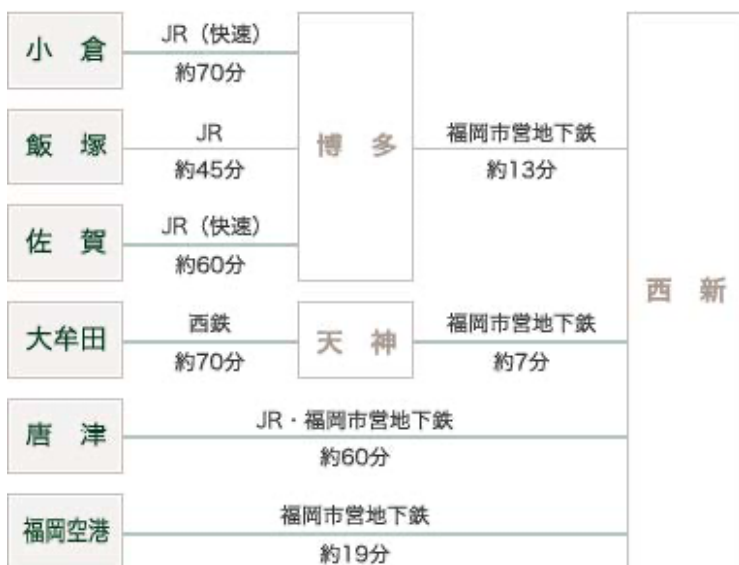 小　倉
JR（快速）
約70分
飯　塚
JR
約45分
博　多
福岡市営地下鉄
約13分
佐　賀
JR（快速）
約60分
西　新
大牟田
西鉄
約70分
天　神
福岡市営地下鉄
約7分
唐　津
JR・福岡市営地下鉄
約60分
福岡空港
福岡市営地下鉄
約19分